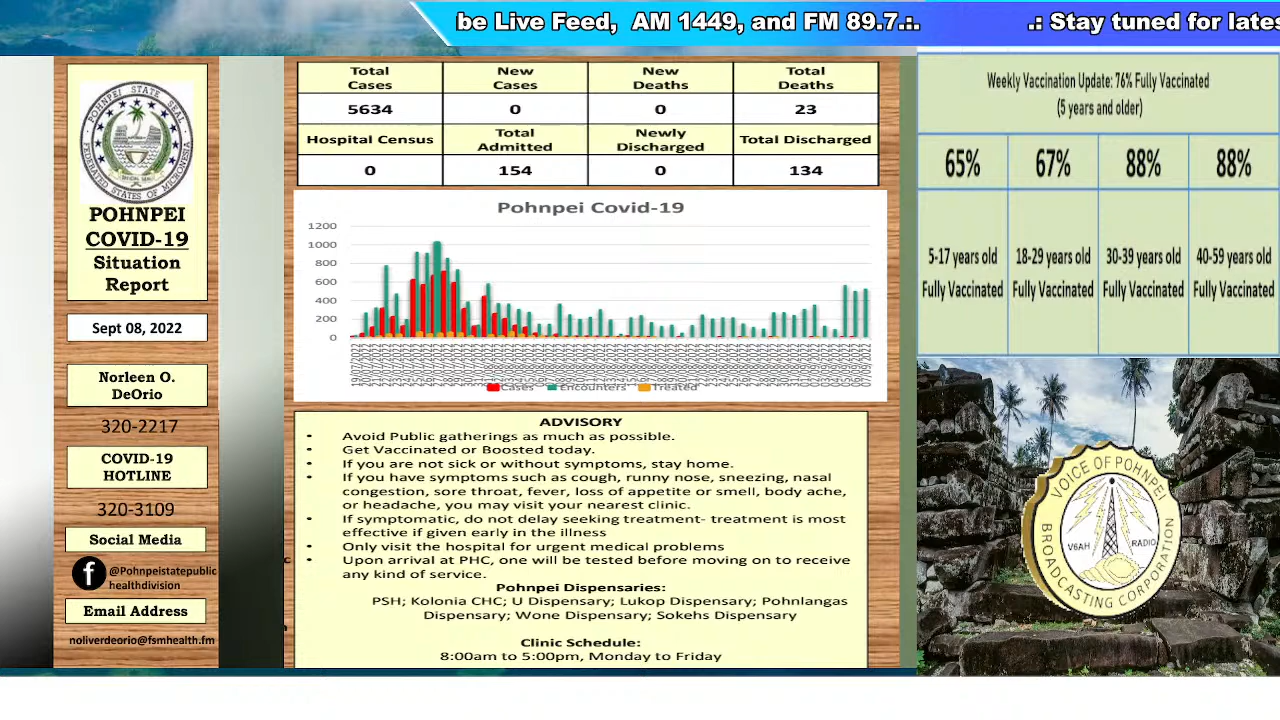 be Live Feed, AM 1449, and FM 89.7.:.
.: Stay tuned for lates
POHNPEI STATE SEAL
FEDERATED STATES OF MICRONESIA
POHNPEI
COVID-19
Situation
Report
Sept 08, 2022
Norleen O.
DeOrio
320-2217
COVID-19
HOTLINE
320-3109
Social Media
@Pohnpeistatepublic
healthdivision
Email Address
noliverdeorio@fsmhealth.fm
Total Cases
New Cases
New Deaths
Total Deaths
5634
0
0
23
Hospital Census
Total Admitted
Newly Discharged
Total Discharged
0
154
0
134
Pohnpei Covid-19
1200
1000
800
600
400
200
0
Cases
Encounters
Treated
ADVISORY
• Avoid Public gatherings as much as possible.
• Get Vaccinated or Boosted today.
• If you are not sick or without symptoms, stay home.
• If you have symptoms such as cough, runny nose, sneezing, nasal
congestion, sore throat, fever, loss of appetite or smell, body ache,
or headache, you may visit your nearest clinic.
• If symptomatic, do not delay seeking treatment- treatment is most
effective if given early in the illness
• Only visit the hospital for urgent medical problems
• Upon arrival at PHC, one will be tested before moving on to receive
any kind of service.
Pohnpei Dispensaries:
PSH; Kolonia CHC; U Dispensary; Lukop Dispensary; Pohnlangas
Dispensary; Wone Dispensary; Sokehs Dispensary
Clinic Schedule:
8:00am to 5:00pm, Monday to Friday
Weekly Vaccination Update: 76% Fully Vaccinated
(5 years and older)
65%
67%
88%
88%
5-17 years old
Fully Vaccinated
18-29 years old
Fully Vaccinated
30-39 years old
Fully Vaccinated
40-59 years old
Fully Vaccinated
VOICE OF POHNPEI
V6AH RADIO
BROADCASTING CORPORATION